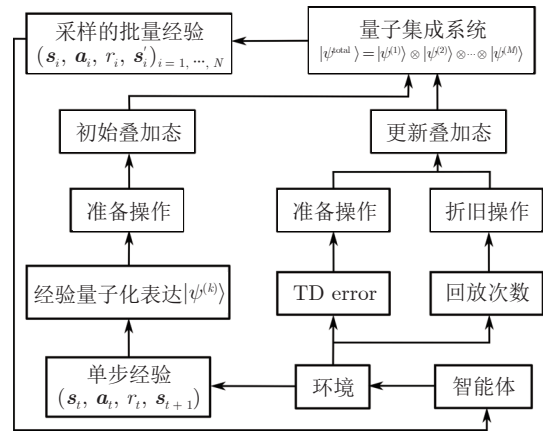 采样的批量经验
(s_i, a_i, r_i, s_i')_{i=1, …, N}
量子集成系统
|ψ^{total}⟩=|ψ^{(1)}⟩⊗|ψ^{(2)}⟩⊗⋯⊗|ψ^{(M)}⟩
初始叠加态
更新叠加态
准备操作
准备操作
折旧操作
经验量子化表达|ψ^{(k)}⟩
TD error
回放次数
单步经验
(s_t, a_t, r_t, s_{t+1})
环境
智能体